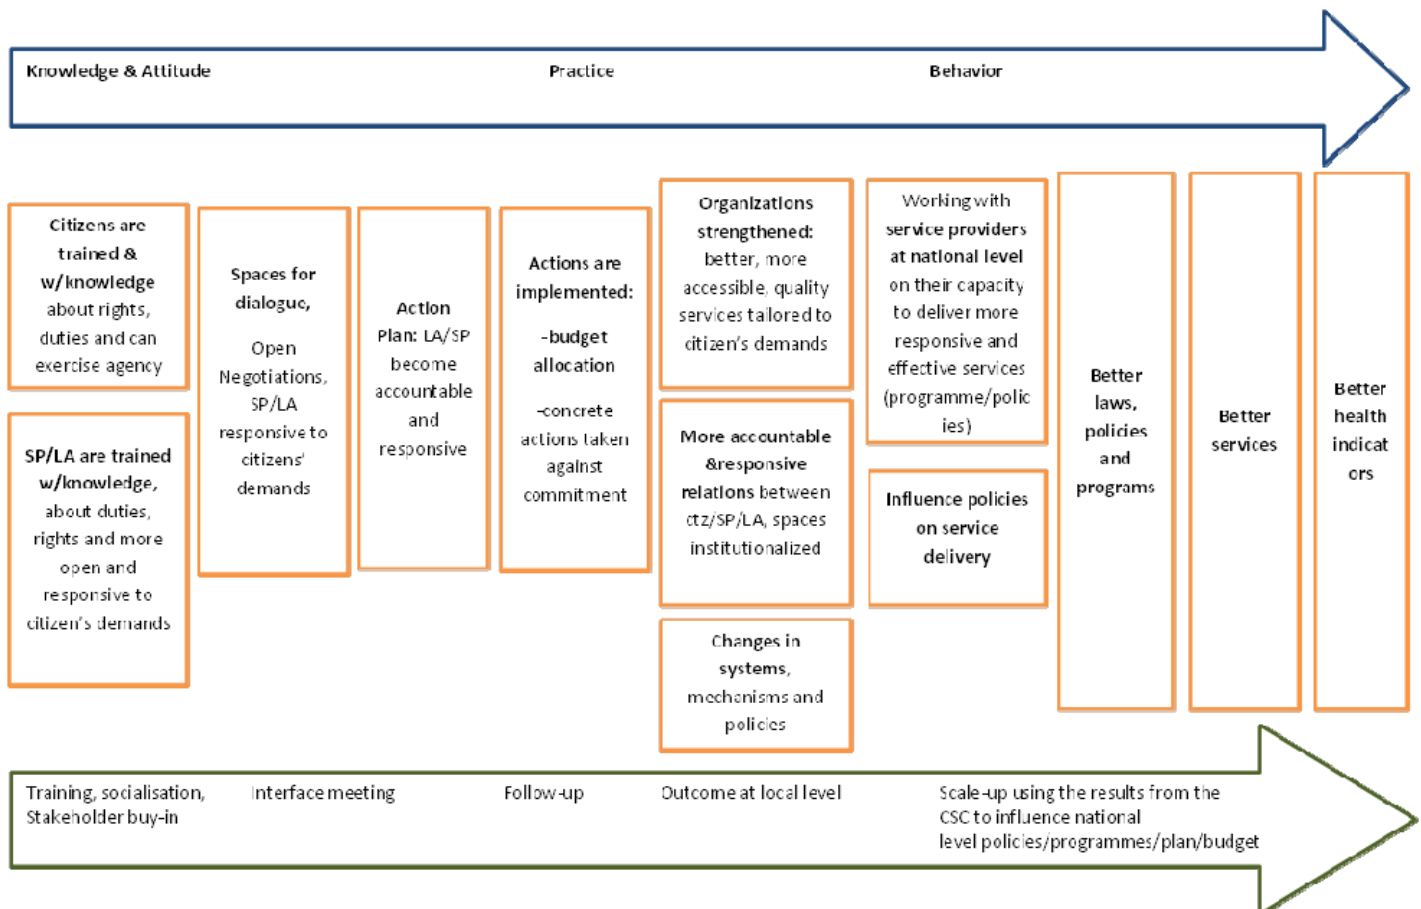 Knowledge & Attitude
Practice
Behavior
Citizens are
trained &
w/knowledge
about rights,
duties and can
exercise agency
SP/LA are trained
w/knowledge,
about duties,
rights and more
open and
responsive to
citizen's demands
Spaces for
dialogue,
Open
Negotiations,
SP/LA
responsive to
citizens'
demands
Action
Plan: LA/SP
become
accountable
and
responsive
Actions are
implemented:
-budget
allocation
-concrete
actions taken
against
commitment
Organizations
strengthened:
better, more
accessible, quality
services tailored to
citizen's demands
More accountable
&responsive
relations between
ctz/SP/LA, spaces
institutionalized
Changes in
systems,
mechanisms and
policies
Working with
service providers
at national level
on their capacity
to deliver more
responsive and
effective services
(programme/polic
ies)
Influence policies
on service
delivery
Better
laws,
policies
and
programs
Better
services
Better
health
indicat
ors
Training, socialisation,
Stakeholder buy-in
Interface meeting
Follow-up
Outcome at local level
Scale-up using the results from the
CSC to influence national
level policies/programmes/plan/budget